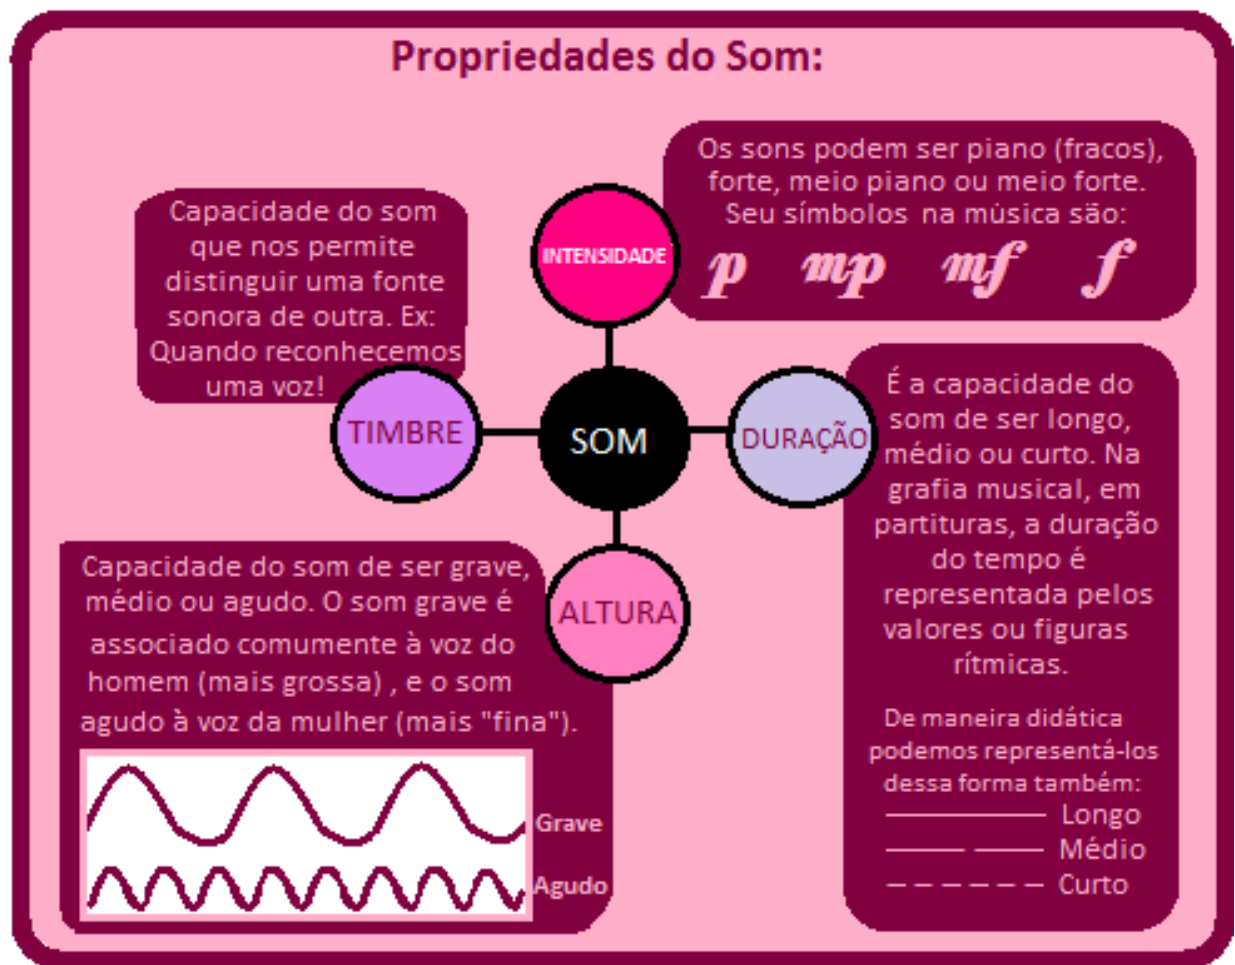 Propriedades do Som:
Os sons podem ser piano (fracos),
forte, meio piano ou meio forte.
Seu símbolos na música são:
p mp mf f
INTENSIDADE
Capacidade do som
que nos permite
distinguir uma fonte
sonora de outra. Ex:
Quando reconhecemos
uma voz!
TIMBRE
SOM
DURAÇÃO
É a capacidade do
som de ser longo,
médio ou curto. Na
grafia musical, em
partituras, a duração
do tempo é
representada pelos
valores ou figuras
rítmicas.
De maneira didática
podemos representá-los
dessa forma também:
Longo
Médio
Curto
ALTURA
Capacidade do som de ser grave,
médio ou agudo. O som grave é
associado comumente à voz do
homem (mais grossa) , e o som
agudo à voz da mulher (mais "fina").
Grave
Agudo